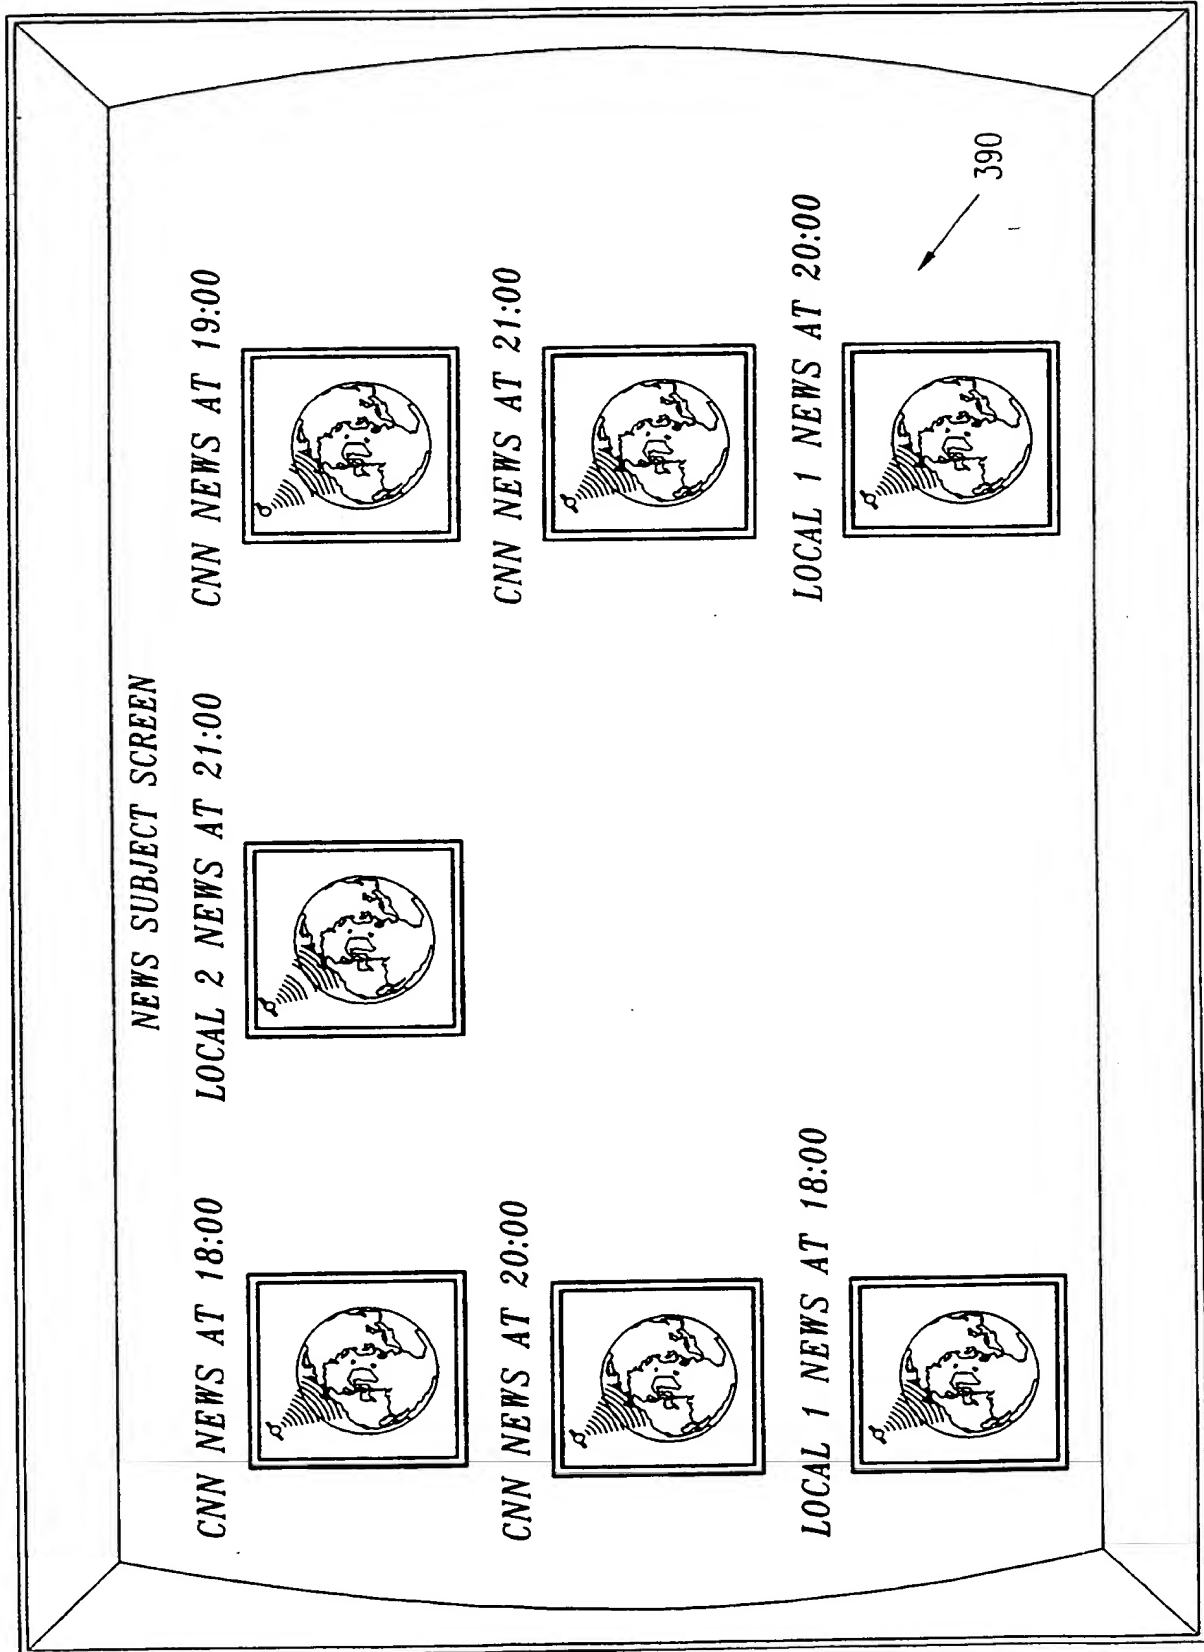 NEWS SUBJECT SCREEN
CNN NEWS AT 18:00
LOCAL 2 NEWS AT 21:00
CNN NEWS AT 19:00
CNN NEWS AT 20:00
CNN NEWS AT 21:00
LOCAL 1 NEWS AT 18:00
LOCAL 1 NEWS AT 20:00
390